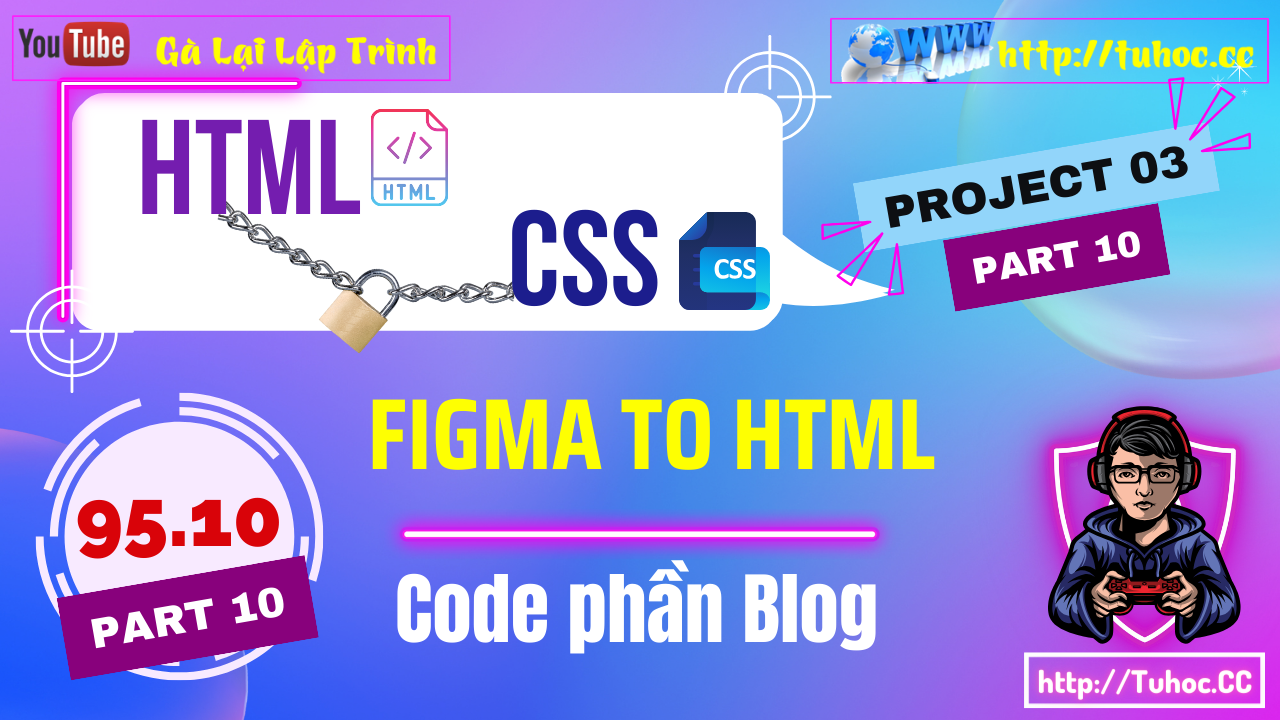 YouTube Gà Lại Lập Trình
WWW http://tuhoc.cc
HTML
HTML
CSS
CSS
PROJECT 03
PART 10
FIGMA TO HTML
95.10
PART 10
Code phần Blog
http://Tuhoc.CC